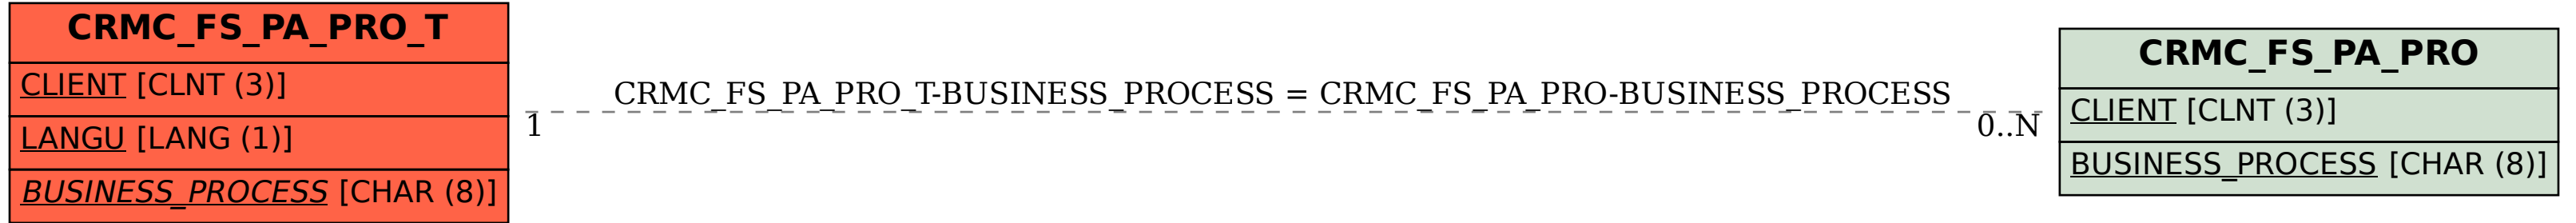 CRMC_FS_PA_PRO_T
CLIENT [CLNT (3)]
LANGU [LANG (1)]
BUSINESS_PROCESS [CHAR (8)]
CRMC_FS_PA_PRO_T-BUSINESS_PROCESS = CRMC_FS_PA_PRO-BUSINESS_PROCESS
1
0..N
CRMC_FS_PA_PRO
CLIENT [CLNT (3)]
BUSINESS_PROCESS [CHAR (8)]